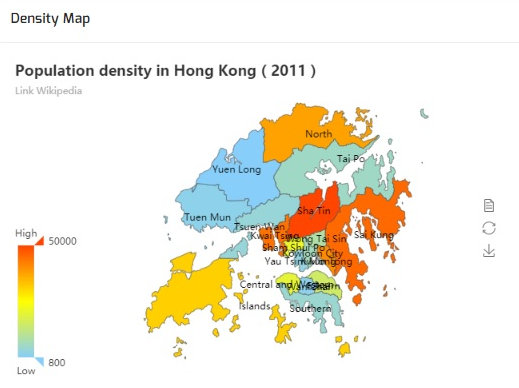 Density Map
Population density in Hong Kong ( 2011 )
Link Wikipedia
North
Tai Po
Yuen Long
Sha Tin
Tuen Mun
Tsuen Wan
Kwai Tsing
Sai Kung
Tai Sin
Sham Shui Po
Kowloon City
Yau Tsim Mong
Central and Western
Islands
Southern
High
50000
800
Low